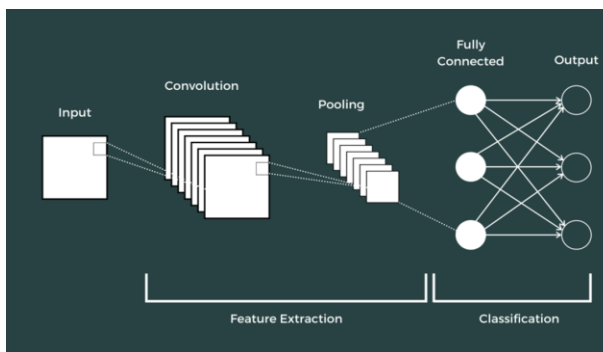 Input
Convolution
Pooling
Fully
Connected
Output
Feature Extraction
Classification